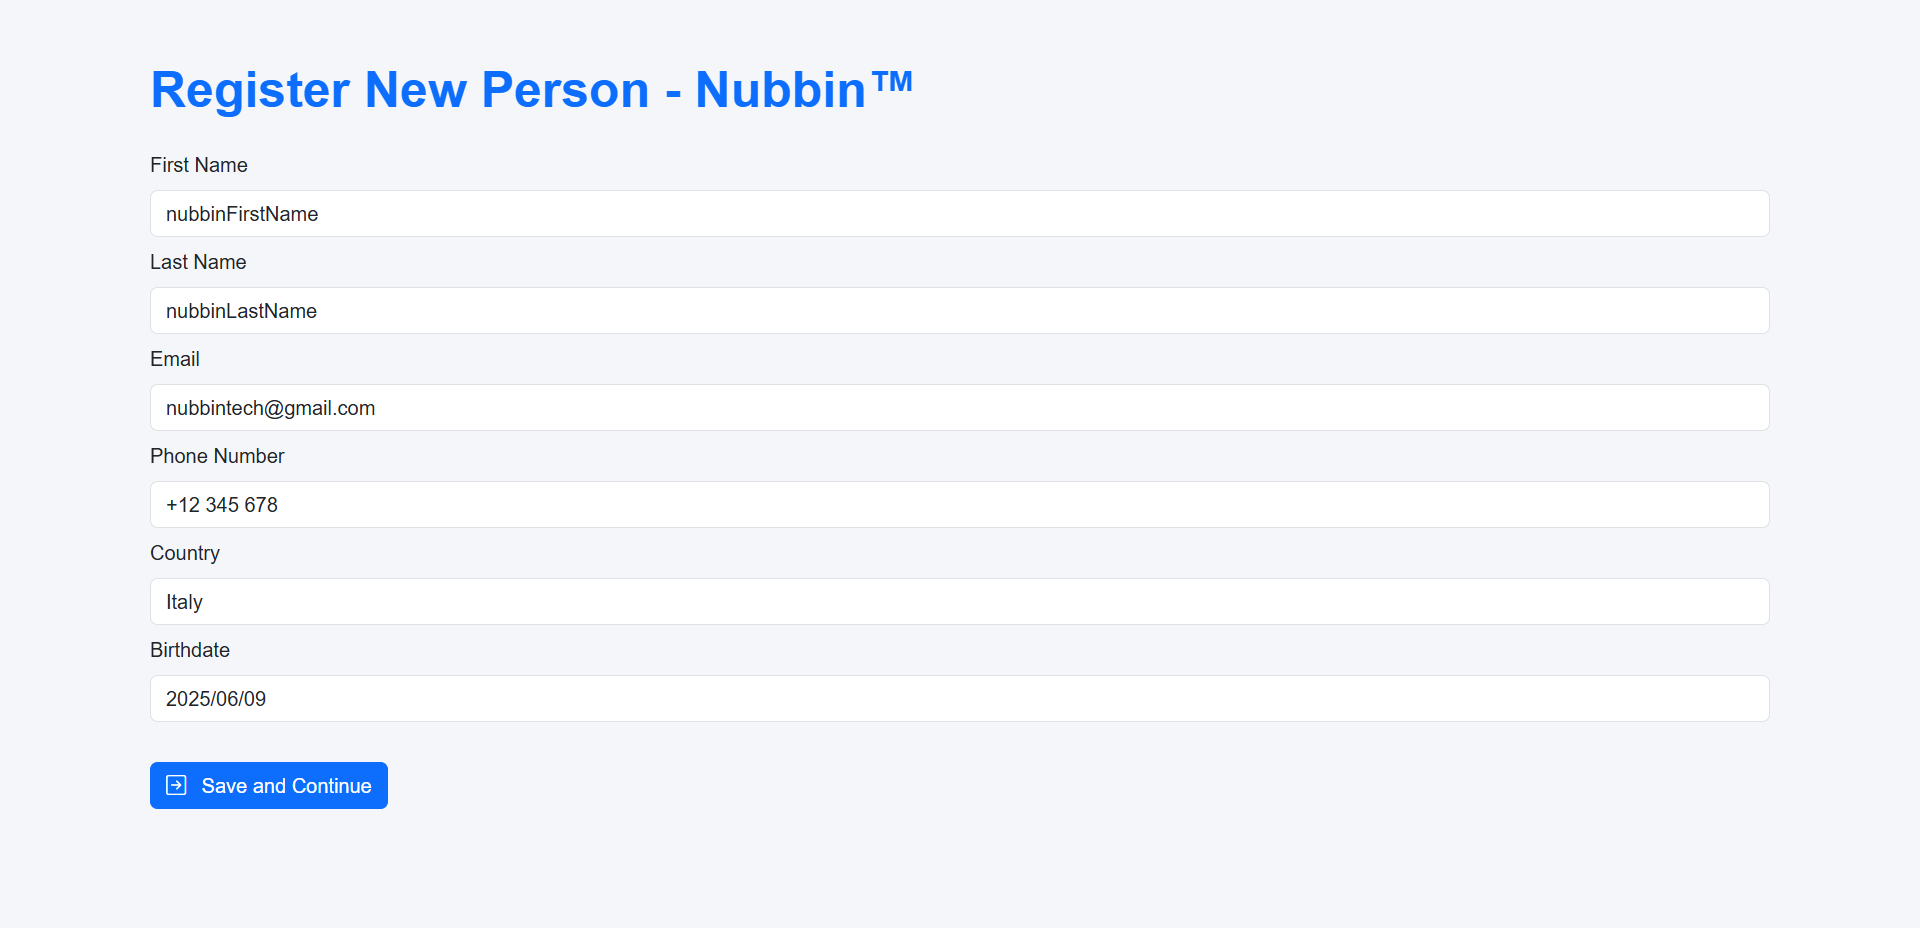 Register New Person - Nubbin™
First Name
nubbinFirstName
Last Name
nubbinLastName
Email
nubbintech@gmail.com
Phone Number
+12 345 678
Country
Italy
Birthdate
2025/06/09
Save and Continue